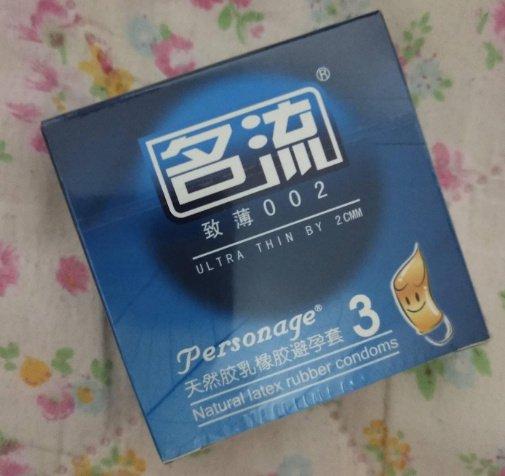 名流®
致薄002
ULTRA THIN BY 2CMM
Personage®
天然胶乳橡胶避孕套 3
Natural latex rubber condoms